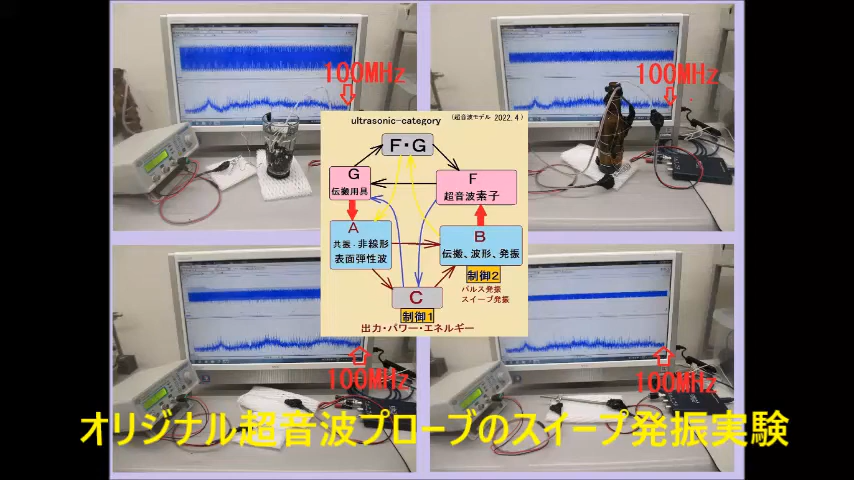 100MHz
100MHz
ultrasonic-category
(超音波モデル 2022.4)
F・G
G
伝搬用具
F
超音波素子
A
共振・非線形
表面弾性波
B
伝搬、波形、発振
制御2
パルス発振
スイープ発振
C
制御1
出力・パワー・エネルギー
100MHz
100MHz
オリジナル超音波プローブのスイープ発振実験